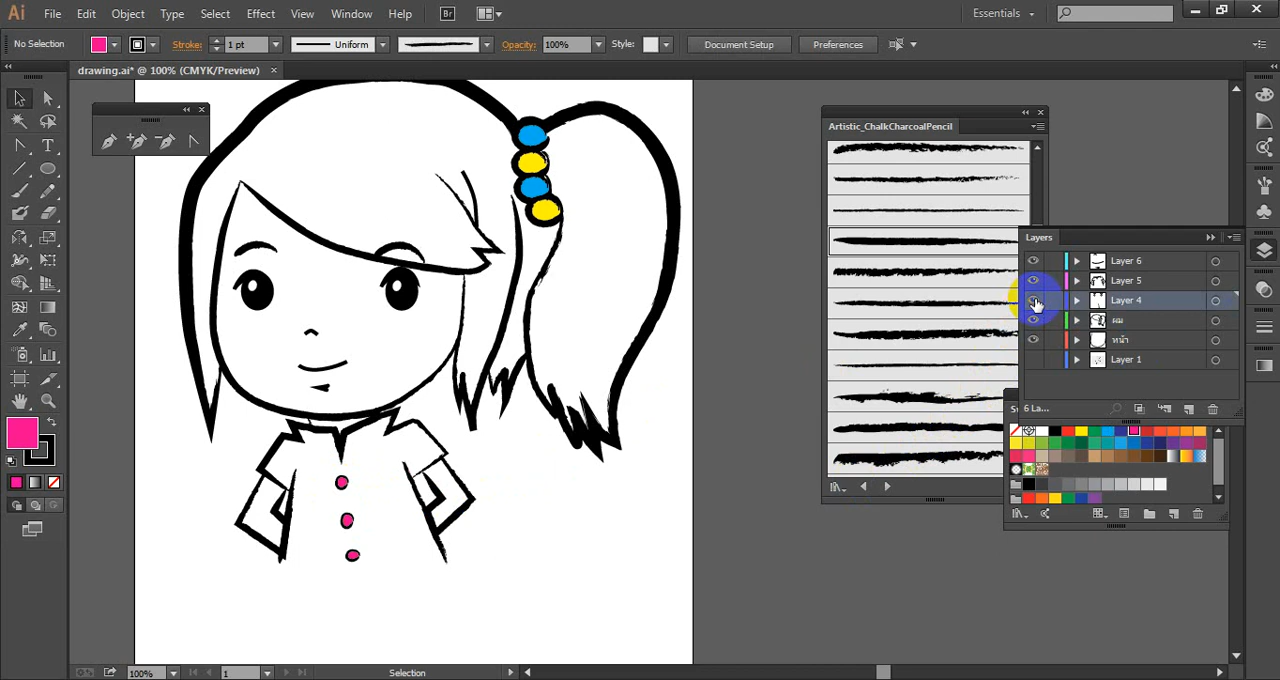 Ai File Edit Object Type Select Effect View Window Help Br Essentials
No Selection Stroke: 1 pt Uniform Opacity: 100% Style: Document Setup Preferences
drawing.ai* @ 100% (CMYK/Preview)
Artistic_ChalkCharcoalPencil
Layers
Layer 6
Layer 5
Layer 4
ผม
หน้า
Layer 1
6 La...
100% 1 Selection